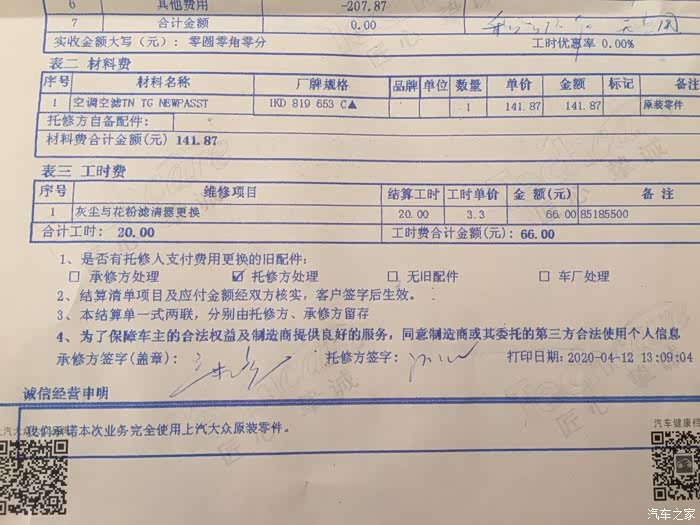 6 其他费用 -207.87
7 合计金额 0.00
实收金额大写（元）：零圆零角零分 工时优惠率 0.00%
表二 材料费
序号 材料名称 厂牌规格 品牌 单位 数量 单价 金额 标记 备注
1 空调空滤TN TG NEWPASST 1KD 819 653 C▲ 1 141.87 141.87 原装零件
托修方自备配件：
材料费合计金额(元) 141.87
表三 工时费
序号 维修项目 结算工时 工时单价 金 额(元) 备 注
1 灰尘与花粉滤清器更换 20.00 3.3 66.00 85185500
合计工时: 20.00 工时费合计金额(元): 66.00
1、是否有托修人支付费用更换的旧配件：
□ 承修方处理 ☑ 托修方处理 □ 无旧配件 □ 车厂处理
2、结算清单项目及应付金额经双方核实，客户签字后生效。
3、本结算单一式两联，分别由托修方、承修方留存
4、为了保障车主的合法权益及制造商提供良好的服务，同意制造商或其委托的第三方合法使用个人信息
承修方签字(盖章)： 托修方签字： 打印日期: 2020-04-12 13:09:04
诚信经营申明
上汽大众
汽车健康档
我们承诺本次业务完全使用上汽大众原装零件。
匠心挚诚
汽车之家